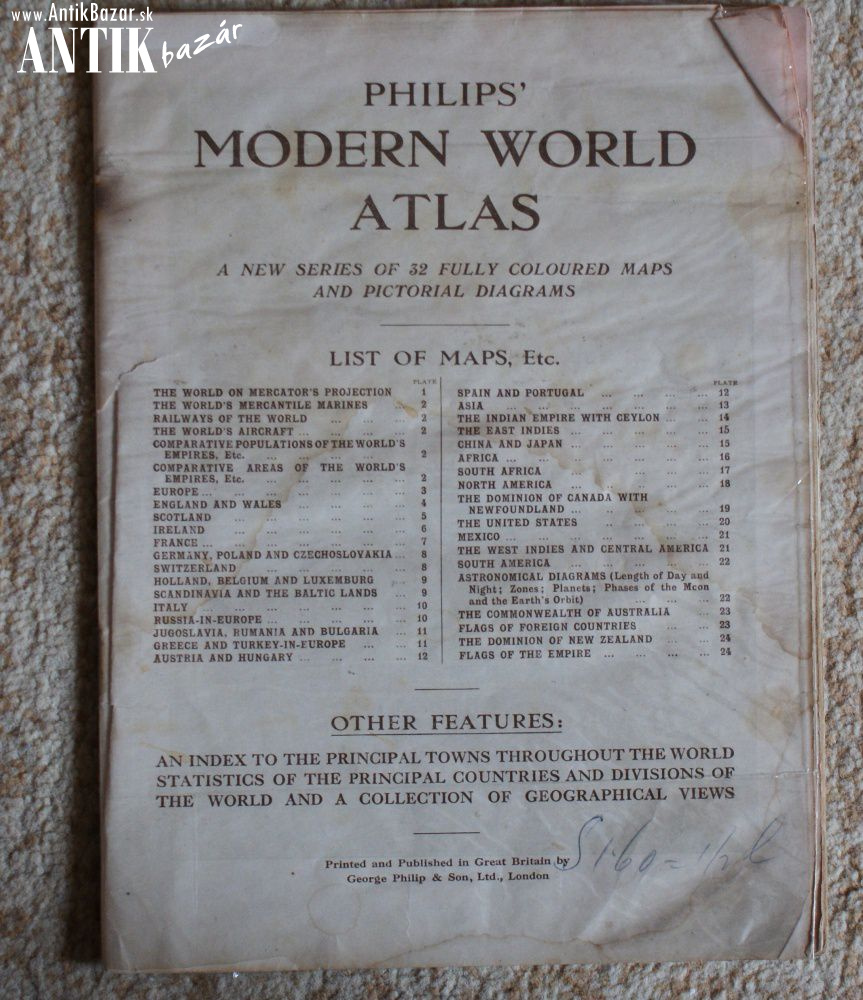 www.AntikBazar.sk
ANTIK bazár
PHILIPS'
MODERN WORLD
ATLAS
A NEW SERIES OF 32 FULLY COLOURED MAPS
AND PICTORIAL DIAGRAMS
LIST OF MAPS, Etc.
PLATE
THE WORLD ON MERCATOR'S PROJECTION 1
THE WORLD'S MERCANTILE MARINES ... 2
RAILWAYS OF THE WORLD ... ... ... 2
THE WORLD'S AIRCRAFT ... ... ... ... 2
COMPARATIVE POPULATIONS OF THE WORLD'S
EMPIRES, Etc. ... ... ... ... ... 2
COMPARATIVE AREAS OF THE WORLD'S
EMPIRES, Etc. ... ... ... ... ... 2
EUROPE ... ... ... ... ... ... ... 3
ENGLAND AND WALES ... ... ... ... 4
SCOTLAND ... ... ... ... ... ... 5
IRELAND ... ... ... ... ... ... 6
FRANCE ... ... ... ... ... ... ... 7
GERMANY, POLAND AND CZECHOSLOVAKIA ... 8
SWITZERLAND ... ... ... ... ... 8
HOLLAND, BELGIUM AND LUXEMBURG 9
SCANDINAVIA AND THE BALTIC LANDS ... 9
ITALY ... ... ... ... ... ... ... 10
RUSSIA-IN-EUROPE ... ... ... ... ... 10
JUGOSLAVIA, RUMANIA AND BULGARIA ... 11
GREECE AND TURKEY-IN-EUROPE ... ... 11
AUSTRIA AND HUNGARY ... ... ... ... 12
PLATE
SPAIN AND PORTUGAL ... ... ... ... 12
ASIA ... ... ... ... ... ... ... 13
THE INDIAN EMPIRE WITH CEYLON ... ... 14
THE EAST INDIES ... ... ... ... ... 15
CHINA AND JAPAN ... ... ... ... ... 15
AFRICA ... ... ... ... ... ... ... 16
SOUTH AFRICA ... ... ... ... ... 17
NORTH AMERICA ... ... ... ... ... 18
THE DOMINION OF CANADA WITH
NEWFOUNDLAND ... ... ... ... ... 19
THE UNITED STATES ... ... ... ... 20
MEXICO ... ... ... ... ... ... ... 21
THE WEST INDIES AND CENTRAL AMERICA 21
SOUTH AMERICA ... ... ... ... ... 22
ASTRONOMICAL DIAGRAMS (Length of Day and
Night; Zones; Planets; Phases of the Moon
and the Earth's Orbit) ... ... ... ... 22
THE COMMONWEALTH OF AUSTRALIA 23
FLAGS OF FOREIGN COUNTRIES ... ... 23
THE DOMINION OF NEW ZEALAND ... ... 24
FLAGS OF THE EMPIRE ... ... ... ... 24
OTHER FEATURES:
AN INDEX TO THE PRINCIPAL TOWNS THROUGHOUT THE WORLD
STATISTICS OF THE PRINCIPAL COUNTRIES AND DIVISIONS OF
THE WORLD AND A COLLECTION OF GEOGRAPHICAL VIEWS
Printed and Published in Great Britain by
George Philip & Son, Ltd., London